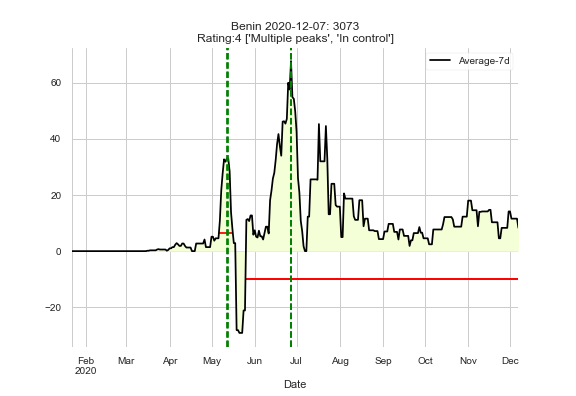 Benin 2020-12-07: 3073
Rating:4 ['Multiple peaks', 'In control']
Average-7d
60
40
20
0
−20
Feb Mar Apr May Jun Jul Aug Sep Oct Nov Dec
2020
Date